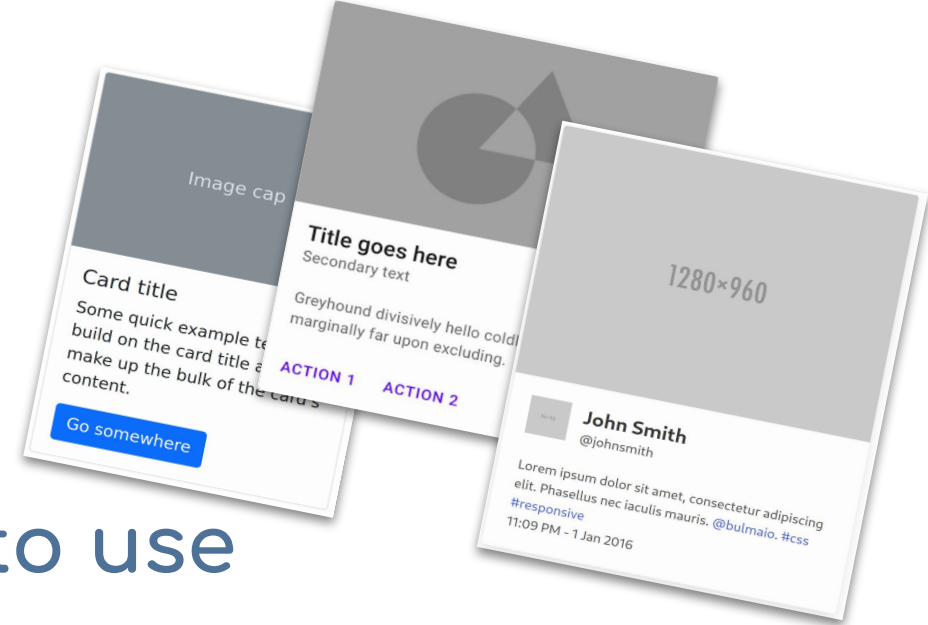 Image cap
Card title
Some quick example te
build on the card title a
make up the bulk of the card's
content.
Go somewhere
Title goes here
Secondary text
Greyhound divisively hello coldl
marginally far upon excluding.
ACTION 1 ACTION 2
1280×960
John Smith
@johnsmith
Lorem ipsum dolor sit amet, consectetur adipiscing
elit. Phasellus nec iaculis mauris. @bulmaio. #css
#responsive
11:09 PM - 1 Jan 2016
to use